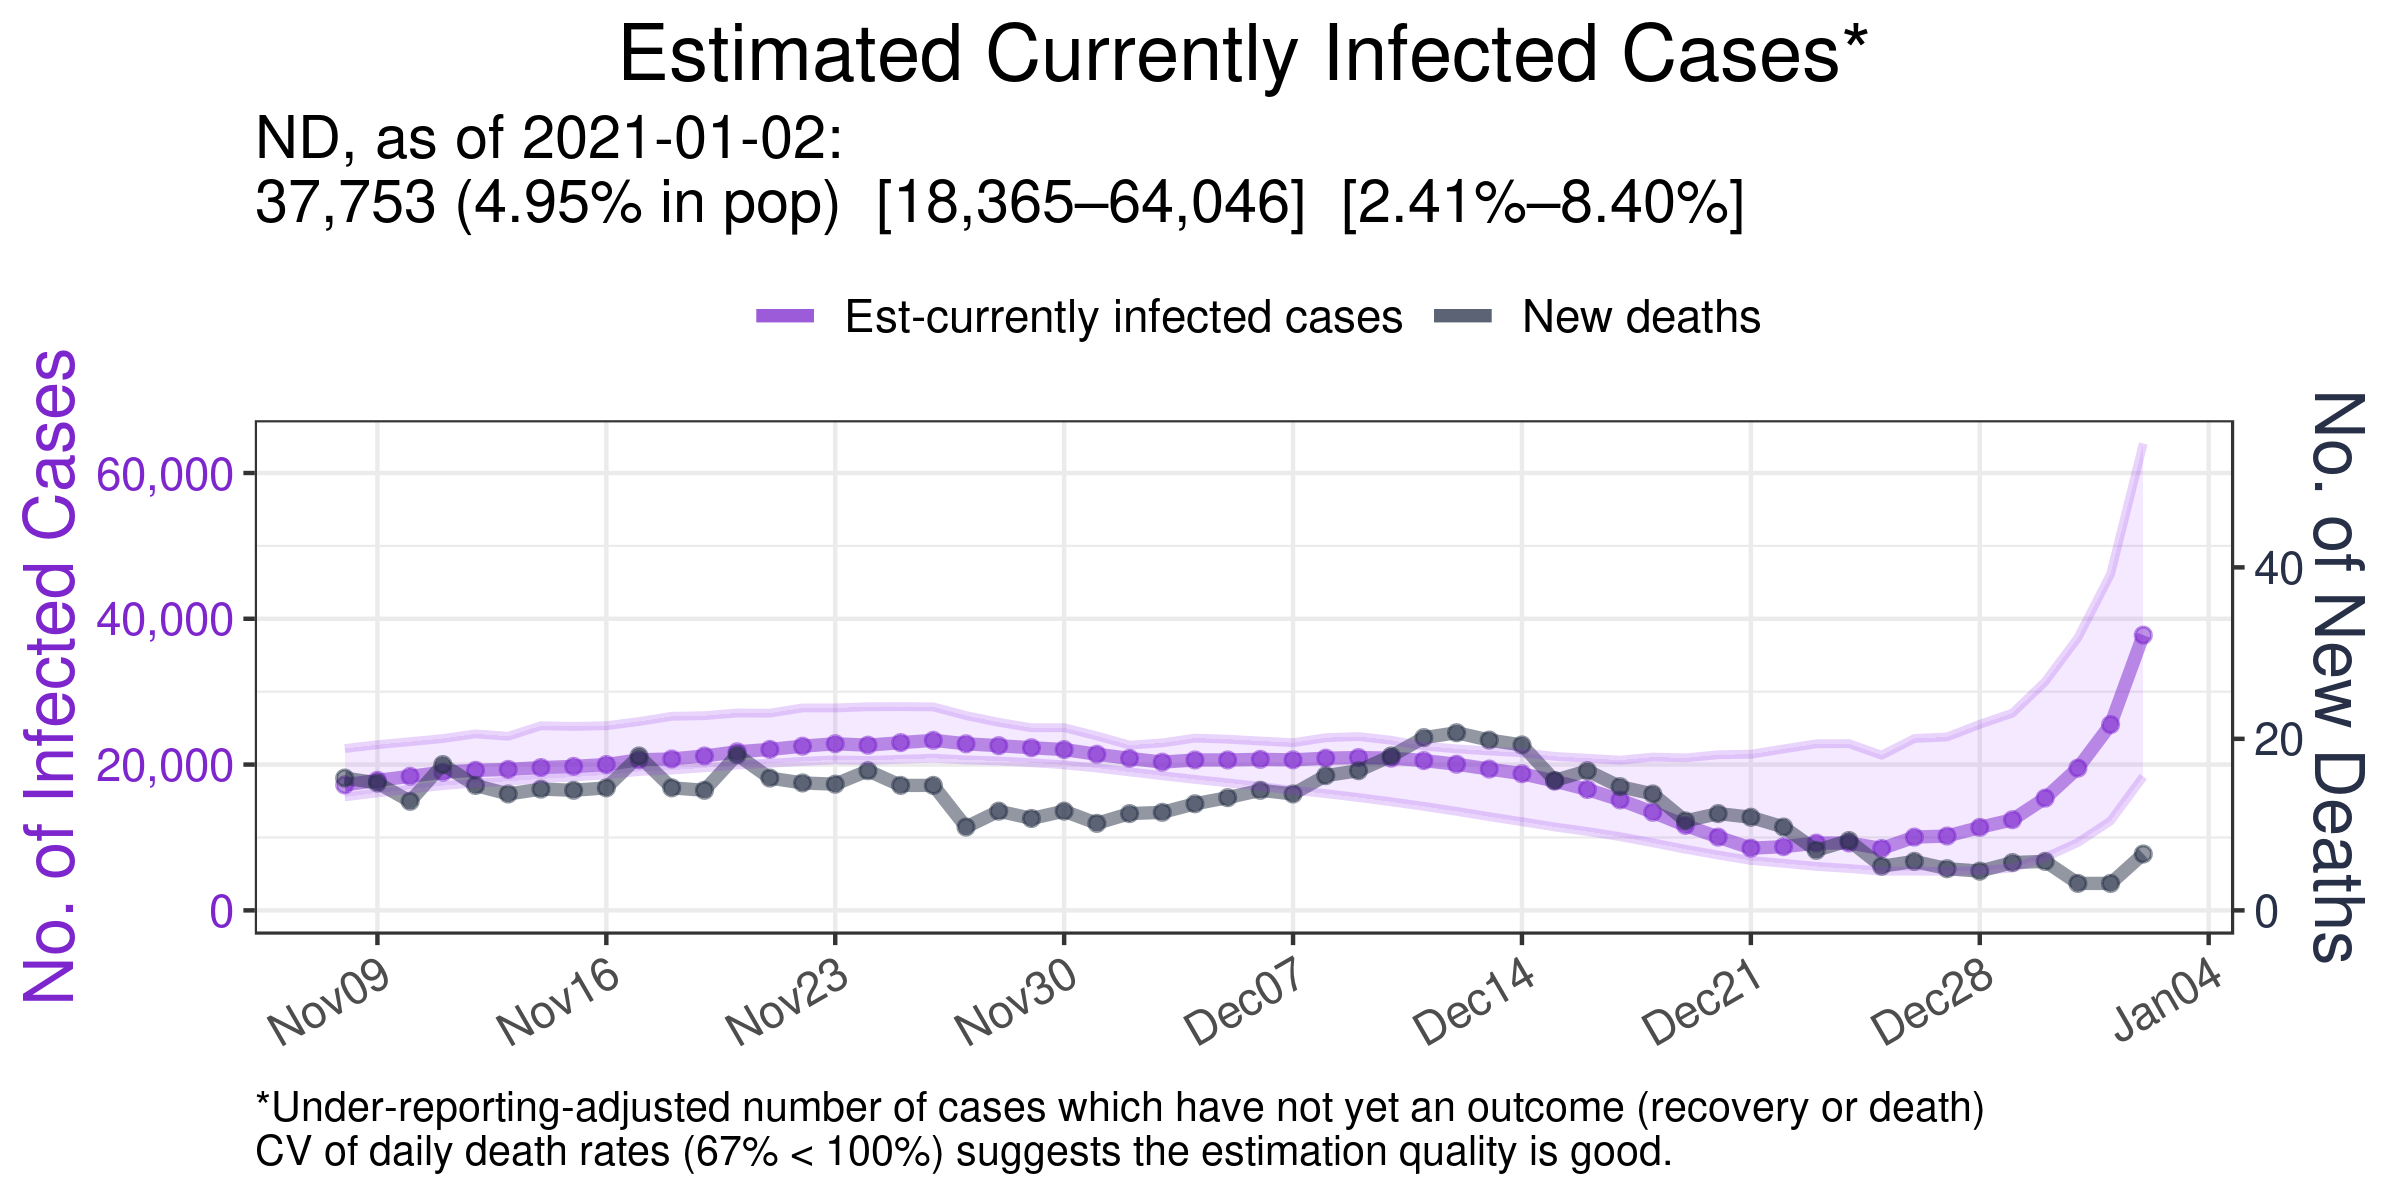 Estimated Currently Infected Cases*
ND, as of 2021-01-02:
37,753 (4.95% in pop)  [18,365–64,046]  [2.41%–8.40%]
Est-currently infected cases
New deaths
No. of Infected Cases
60,000
40,000
20,000
0
No. of New Deaths
40
20
0
Nov09
Nov16
Nov23
Nov30
Dec07
Dec14
Dec21
Dec28
Jan04
*Under-reporting-adjusted number of cases which have not yet an outcome (recovery or death)
CV of daily death rates (67% < 100%) suggests the estimation quality is good.